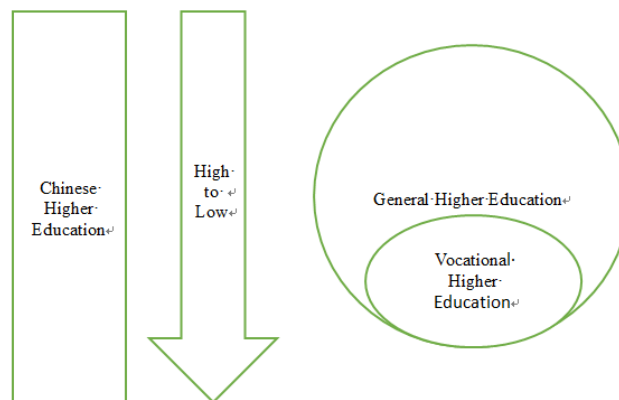 Chinese
Higher
Education
High
to
Low
General Higher Education
Vocational
Higher
Education